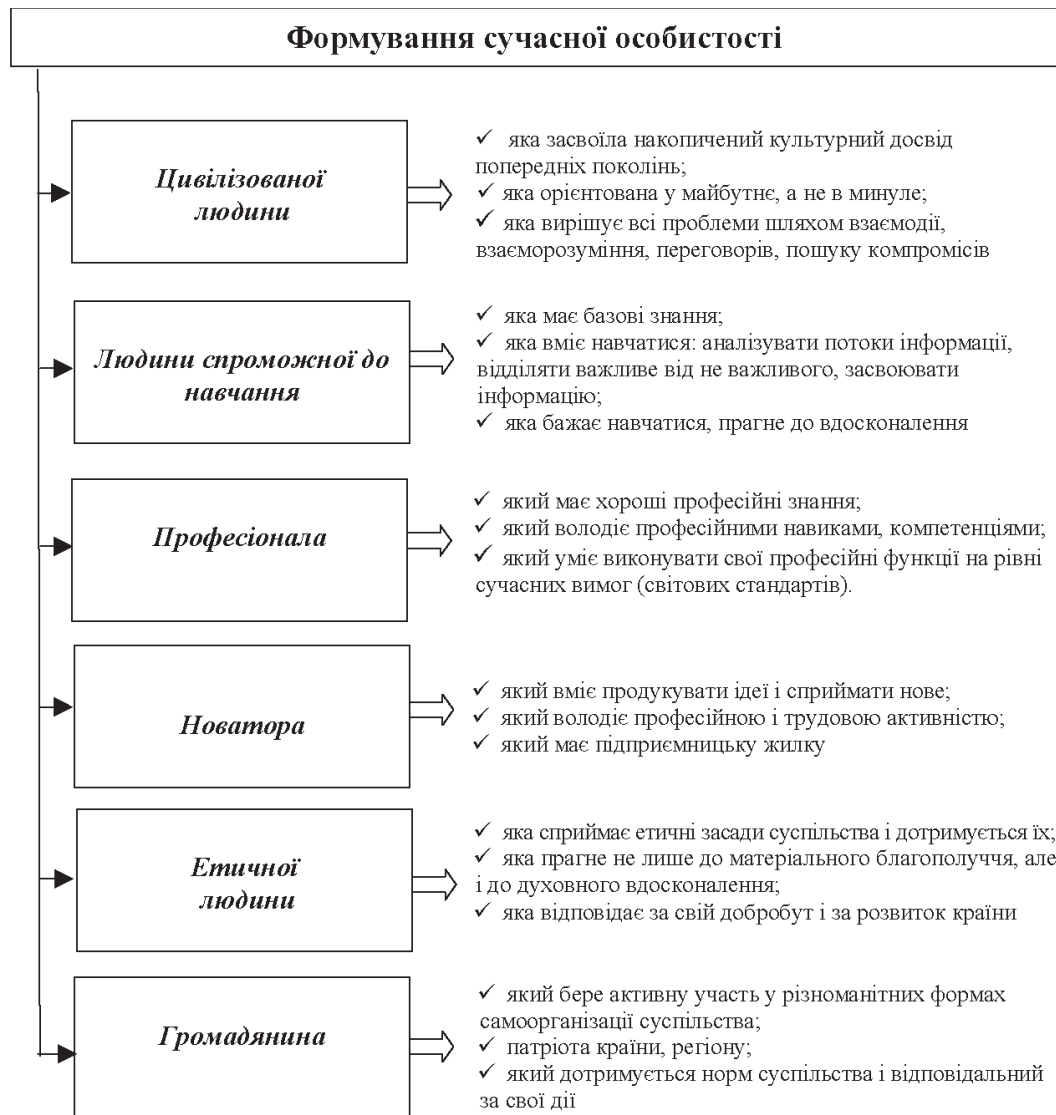 Формування сучасної особистості
Цивілізованої
людини
✓ яка засвоїла накопичений культурний досвід
попередніх поколінь;
✓ яка орієнтована у майбутнє, а не в минуле;
✓ яка вирішує всі проблеми шляхом взаємодії,
взаєморозуміння, переговорів, пошуку компромісів
Людини спроможної до
навчання
✓ яка має базові знання;
✓ яка вміє навчатися: аналізувати потоки інформації,
відділяти важливе від не важливого, засвоювати
інформацію;
✓ яка бажає навчатися, прагне до вдосконалення
Професіонала
✓ який має хороші професійні знання;
✓ який володіє професійними навиками, компетенціями;
✓ який уміє виконувати свої професійні функції на рівні
сучасних вимог (світових стандартів).
Новатора
✓ який вміє продукувати ідеї і сприймати нове;
✓ який володіє професійною і трудовою активністю;
✓ який має підприємницьку жилку
Етичної
людини
✓ яка сприймає етичні засади суспільства і дотримується їх;
✓ яка прагне не лише до матеріального благополуччя, але
і до духовного вдосконалення;
✓ яка відповідає за свій добробут і за розвиток країни
Громадянина
✓ який бере активну участь у різноманітних формах
самоорганізації суспільства;
✓ патріота країни, регіону;
✓ який дотримується норм суспільства і відповідальний
за свої дії